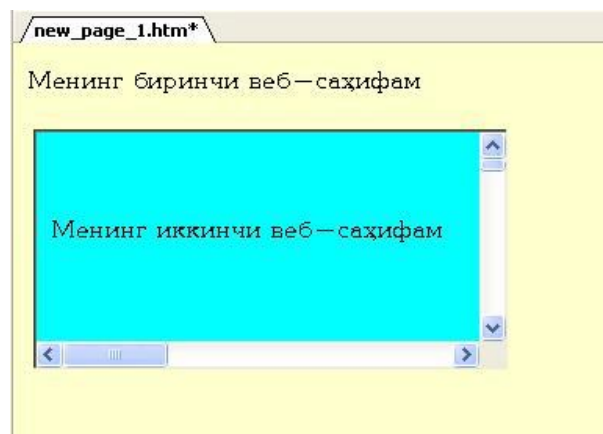 new_page_1.htm*
Менинг биринчи веб–саҳифам
Менинг иккинчи веб–саҳифам